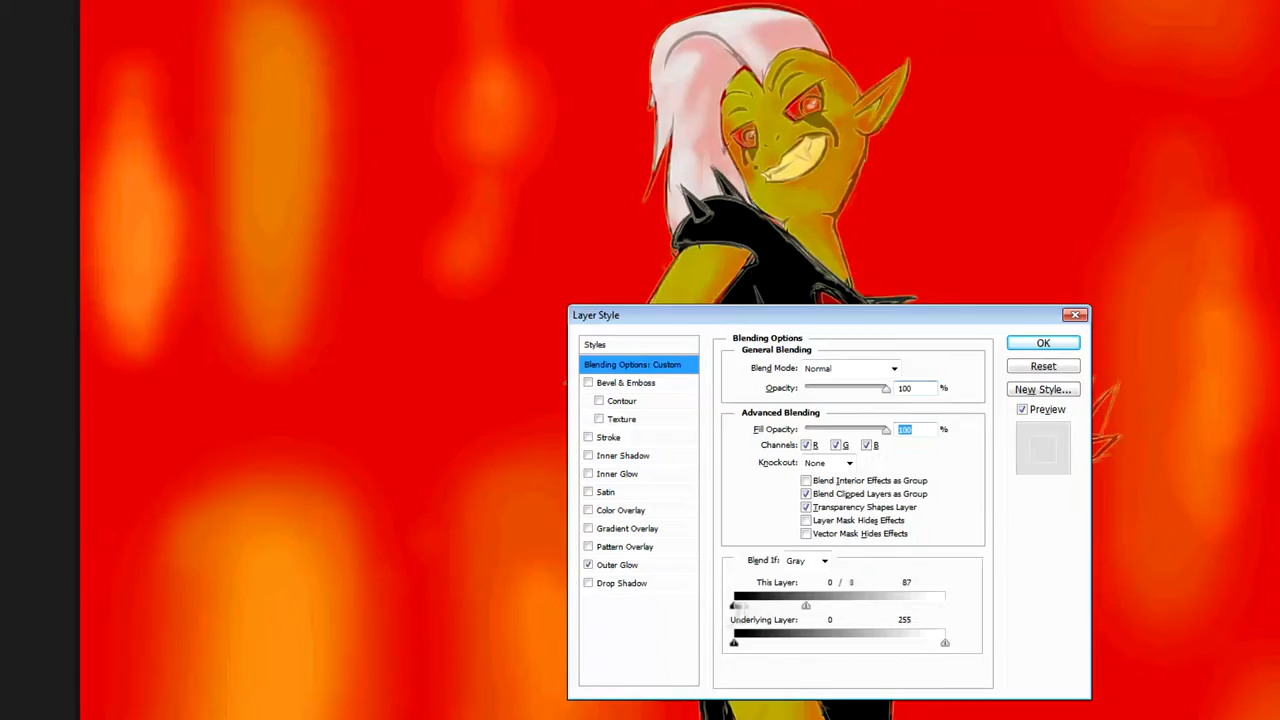 Layer Style
Styles
Blending Options: Custom
Bevel & Emboss
Contour
Texture
Stroke
Inner Shadow
Inner Glow
Satin
Color Overlay
Gradient Overlay
Pattern Overlay
Outer Glow
Drop Shadow
Blending Options
General Blending
Blend Mode: Normal
Opacity: 100 %
Advanced Blending
Fill Opacity: 100 %
Channels: R G B
Knockout: None
Blend Interior Effects as Group
Blend Clipped Layers as Group
Transparency Shapes Layer
Layer Mask Hides Effects
Vector Mask Hides Effects
Blend If: Gray
This Layer: 0 / 8 87
Underlying Layer: 0 255
OK
Reset
New Style...
Preview